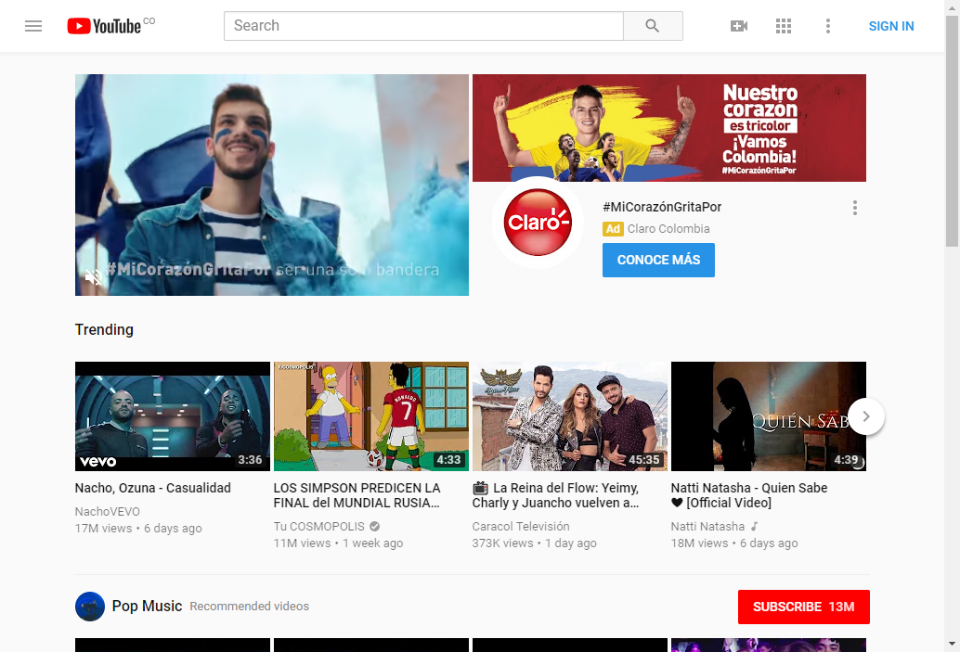 YouTube CO
Search
SIGN IN
#MiCorazónGritaPor ser una sola bandera
Nuestro
corazón
es tricolor
¡Vamos
Colombia!
#MiCorazónGritaPor
Claro
#MiCorazónGritaPor
Ad Claro Colombia
CONOCE MÁS
Trending
vevo
3:36
COSMOPOLIS
RONALDO
7
4:33
45:35
QUIÉN SAB
4:39
Nacho, Ozuna - Casualidad
NachoVEVO
17M views • 6 days ago
LOS SIMPSON PREDICEN LA
FINAL del MUNDIAL RUSIA...
Tu COSMOPOLIS
11M views • 1 week ago
La Reina del Flow: Yeimy,
Charly y Juancho vuelven a...
Caracol Televisión
373K views • 1 day ago
Natti Natasha - Quien Sabe
❤ [Official Video]
Natti Natasha
18M views • 6 days ago
Pop Music Recommended videos
SUBSCRIBE 13M